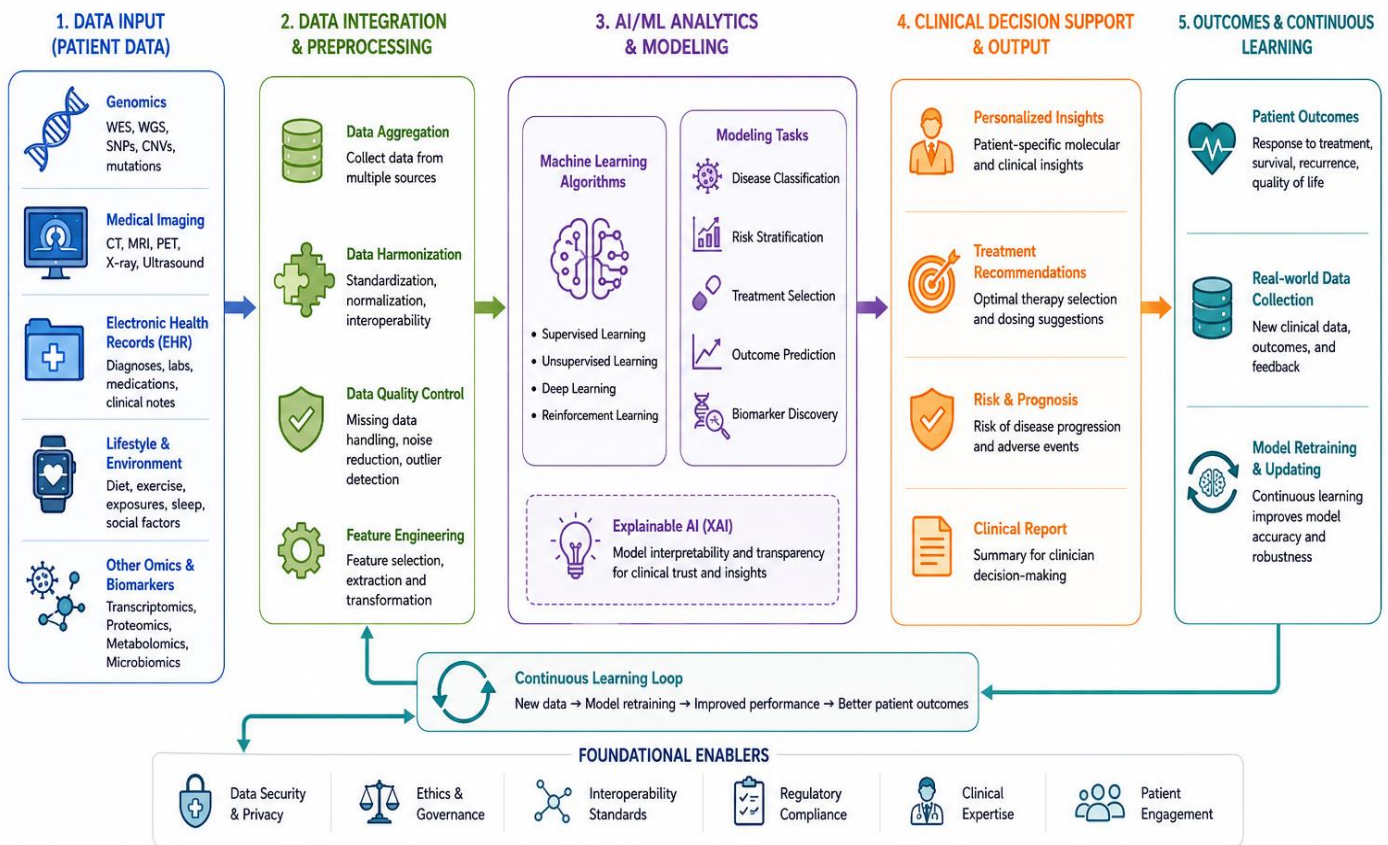 1. DATA INPUT
(PATIENT DATA)
Genomics
WES, WGS,
SNPs, CNVs,
mutations
Medical Imaging
CT, MRI, PET,
X-ray, Ultrasound
Electronic Health
Records (EHR)
Diagnoses, labs,
medications,
clinical notes
Lifestyle &
Environment
Diet, exercise,
exposures, sleep,
social factors
Other Omics &
Biomarkers
Transcriptomics,
Proteomics,
Metabolomics,
Microbiomics
2. DATA INTEGRATION
& PREPROCESSING
Data Aggregation
Collect data from
multiple sources
Data Harmonization
Standardization,
normalization,
interoperability
Data Quality Control
Missing data
handling, noise
reduction, outlier
detection
Feature Engineering
Feature selection,
extraction and
transformation
3. AI/ML ANALYTICS
& MODELING
Machine Learning
Algorithms
• Supervised Learning
• Unsupervised Learning
• Deep Learning
• Reinforcement Learning
Modeling Tasks
Disease Classification
Risk Stratification
Treatment Selection
Outcome Prediction
Biomarker Discovery
Explainable AI (XAI)
Model interpretability and transparency
for clinical trust and insights
4. CLINICAL DECISION SUPPORT
& OUTPUT
Personalized Insights
Patient-specific molecular
and clinical insights
Treatment
Recommendations
Optimal therapy selection
and dosing suggestions
Risk & Prognosis
Risk of disease progression
and adverse events
Clinical Report
Summary for clinician
decision-making
5. OUTCOMES & CONTINUOUS
LEARNING
Patient Outcomes
Response to treatment,
survival, recurrence,
quality of life
Real-world Data
Collection
New clinical data,
outcomes, and
feedback
Model Retraining
& Updating
Continuous learning
improves model
accuracy and
robustness
Continuous Learning Loop
New data → Model retraining → Improved performance → Better patient outcomes
FOUNDATIONAL ENABLERS
Data Security
& Privacy
Ethics &
Governance
Interoperability
Standards
Regulatory
Compliance
Clinical
Expertise
Patient
Engagement